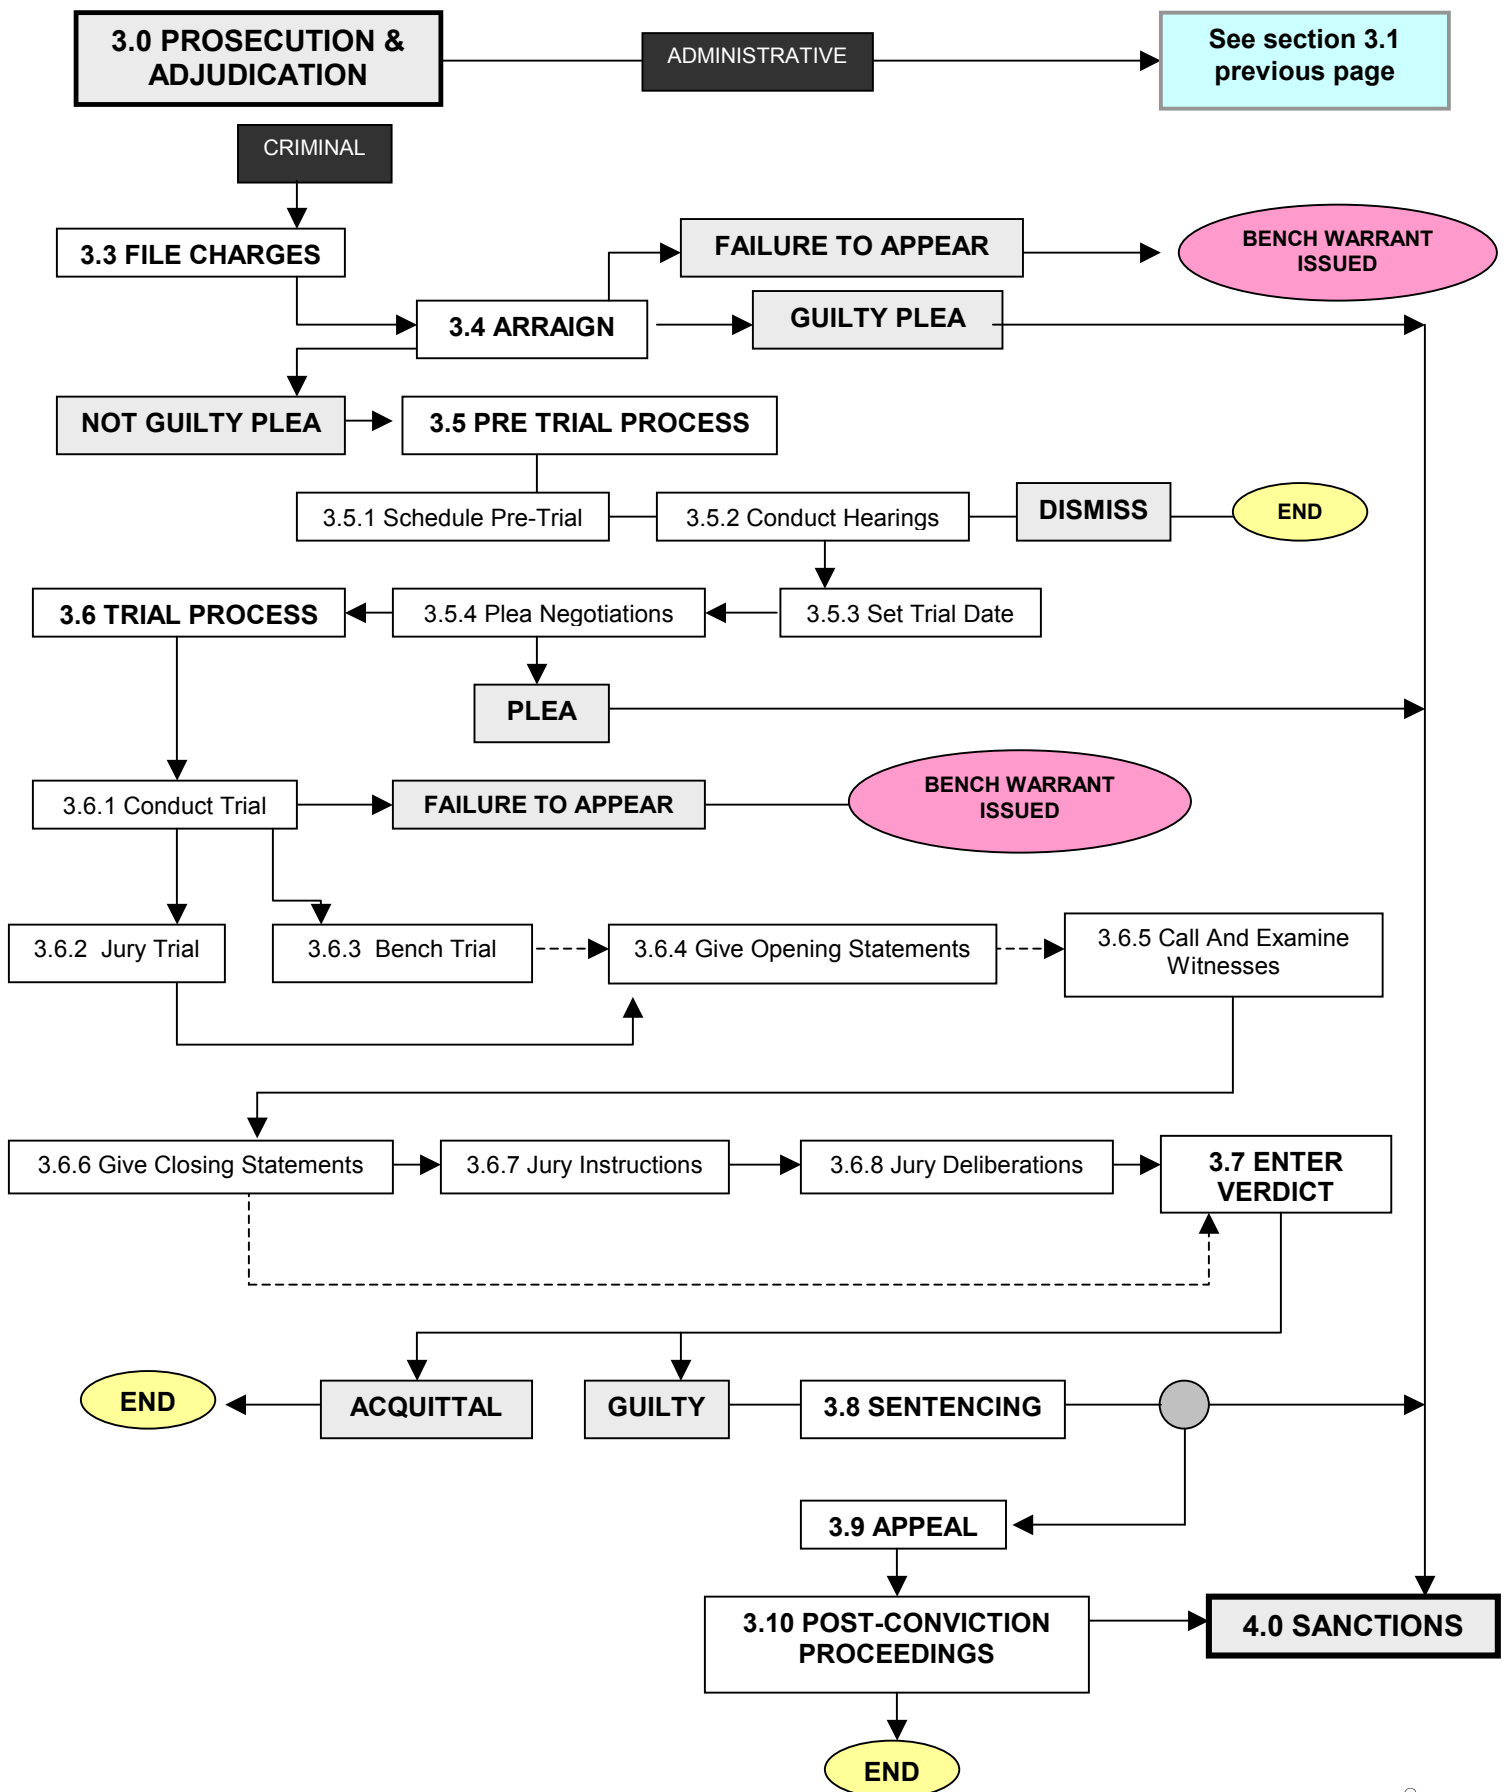 3.0 PROSECUTION &
ADJUDICATION
ADMINISTRATIVE
See section 3.1
previous page
CRIMINAL
3.3 FILE CHARGES
FAILURE TO APPEAR
BENCH WARRANT
ISSUED
3.4 ARRAIGN
GUILTY PLEA
NOT GUILTY PLEA
3.5 PRE TRIAL PROCESS
3.5.1 Schedule Pre-Trial
3.5.2 Conduct Hearings
DISMISS
END
3.6 TRIAL PROCESS
3.5.4 Plea Negotiations
3.5.3 Set Trial Date
PLEA
3.6.1 Conduct Trial
FAILURE TO APPEAR
BENCH WARRANT
ISSUED
3.6.2 Jury Trial
3.6.3 Bench Trial
3.6.4 Give Opening Statements
3.6.5 Call And Examine
Witnesses
3.6.6 Give Closing Statements
3.6.7 Jury Instructions
3.6.8 Jury Deliberations
3.7 ENTER
VERDICT
END
ACQUITTAL
GUILTY
3.8 SENTENCING
3.9 APPEAL
3.10 POST-CONVICTION
PROCEEDINGS
4.0 SANCTIONS
END